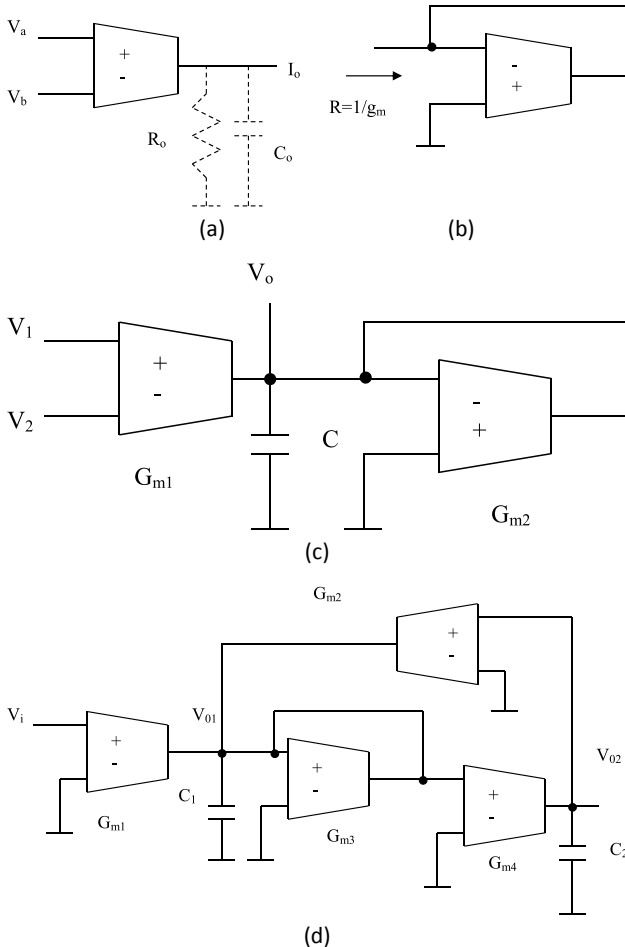 Va
+
-
Vb
Io
Ro
Co
(a)
-
+
R=1/gm
(b)
Vo
V1
+
-
V2
C
Gm1
-
+
Gm2
(c)
Gm2
+
-
Vi
+
-
V01
C1
Gm1
+
-
Gm3
+
-
Gm4
V02
C2
(d)